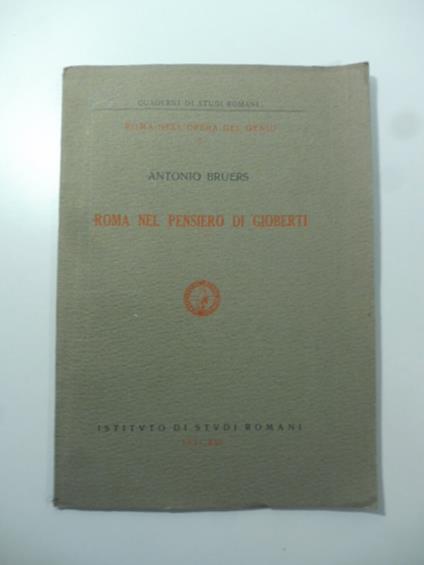 QUADERNI DI STUDI ROMANI
ROMA NELL'OPERA DEL GENIO
ANTONIO BRUERS
ROMA NEL PENSIERO DI GIOBERTI
ISTITVTO DI STVDI ROMANI